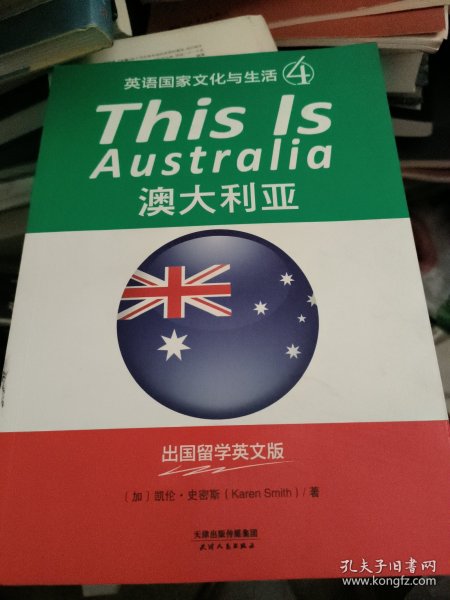 英语国家文化与生活④
This Is
Australia
澳大利亚
出国留学英文版
〔加〕凯伦·史密斯（Karen Smith）/著
天津出版传媒集团
天津人民出版社
孔夫子旧书网
www.kongfz.com